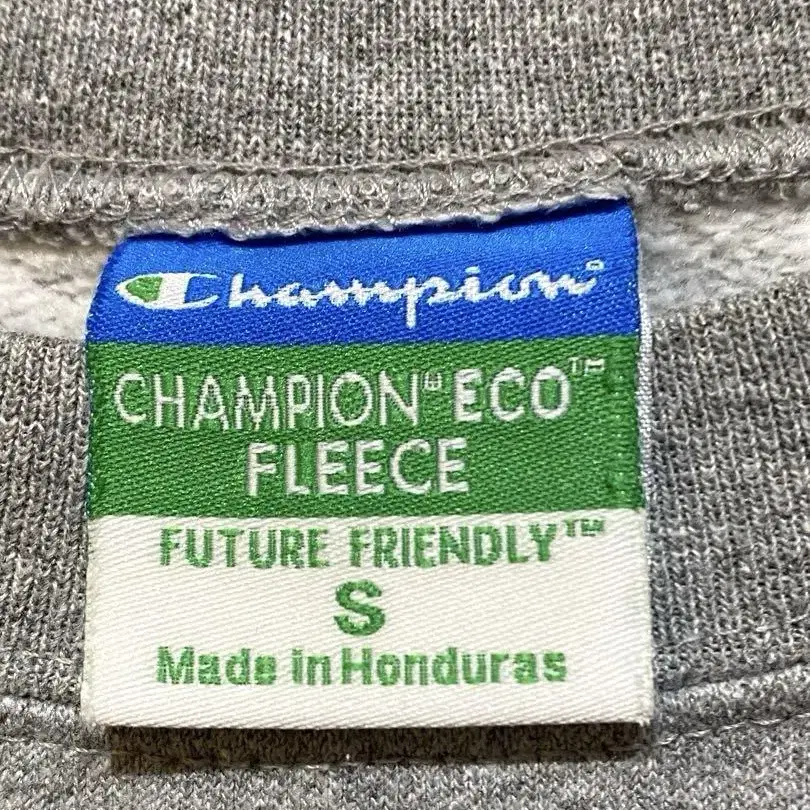 Champion®
CHAMPION® ECO™
FLEECE
FUTURE FRIENDLY™
S
Made in Honduras